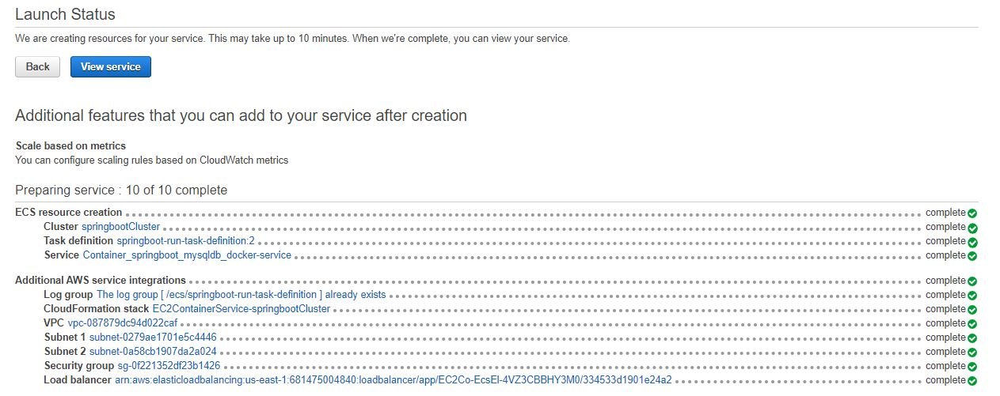 Launch Status
We are creating resources for your service. This may take up to 10 minutes. When we're complete, you can view your service.
Back View service
Additional features that you can add to your service after creation
Scale based on metrics
You can configure scaling rules based on CloudWatch metrics
Preparing service : 10 of 10 complete
ECS resource creation complete
Cluster springbootCluster complete
Task definition springboot-run-task-definition:2 complete
Service Container_springboot_mysqldb_docker-service complete
Additional AWS service integrations complete
Log group The log group [ /ecs/springboot-run-task-definition ] already exists complete
CloudFormation stack EC2ContainerService-springbootCluster complete
VPC vpc-087879dc94d022caf complete
Subnet 1 subnet-0279ae1701e5c4446 complete
Subnet 2 subnet-0a58cb1907da2a024 complete
Security group sg-0f221352df23b1426 complete
Load balancer arn:aws:elasticloadbalancing:us-east-1:681475004840:loadbalancer/app/EC2Co-EcsEl-4VZ3CBBHY3M0/334533d1901e24a2 complete